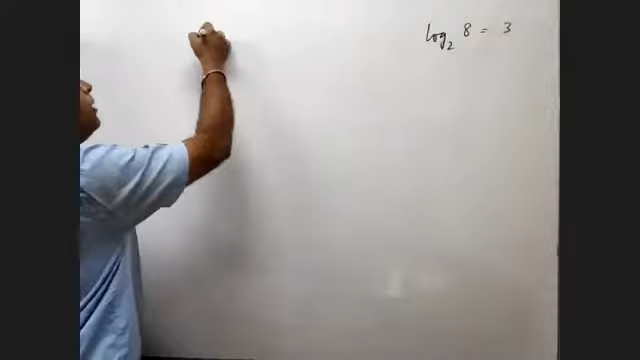 log₂ 8 = 3